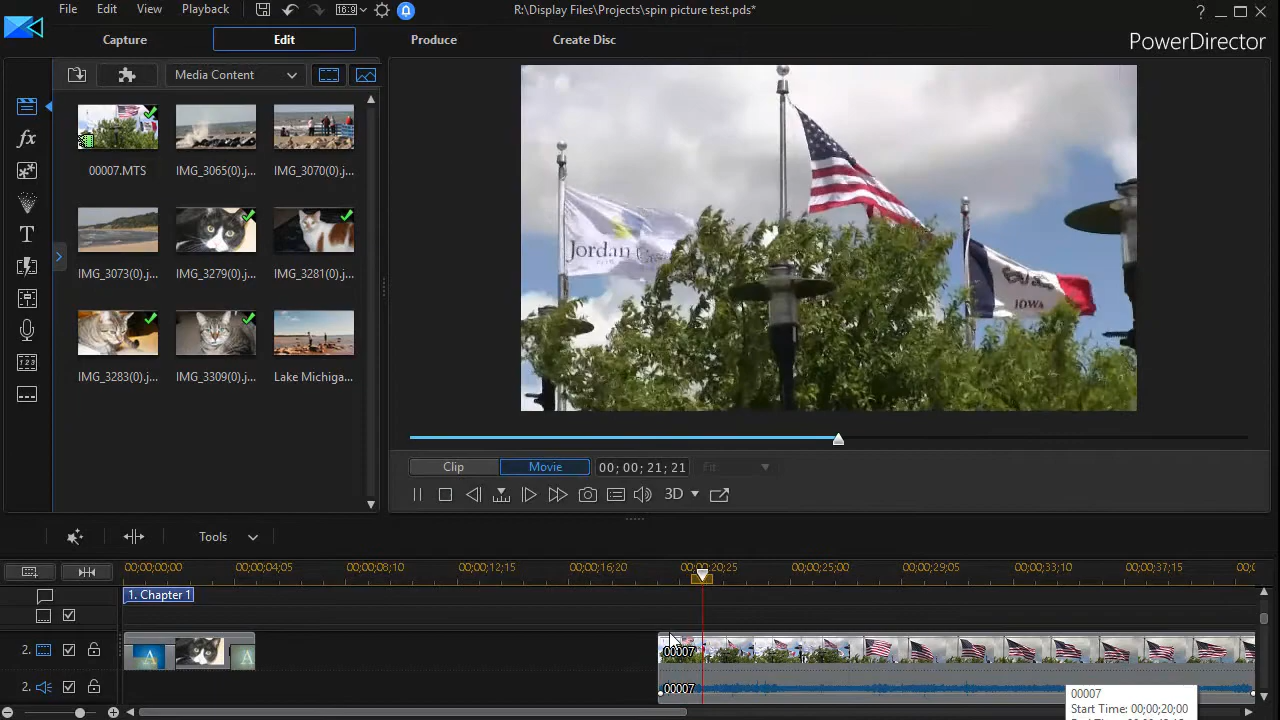 File Edit View Playback 16:9 R:\Display Files\Projects\spin picture test.pds* ?
Capture Edit Produce Create Disc PowerDirector
Media Content
00007.MTS IMG_3065(0).j... IMG_3070(0).j...
IMG_3073(0).j... IMG_3279(0).j... IMG_3281(0).j...
IMG_3283(0).j... IMG_3309(0).j... Lake Michiga...
fx
T
Jordan
IOWA
Clip Movie 00; 00; 21; 21 Fit
3D
Tools
00;00;00;00 00;00;04;05 00;00;08;10 00;00;12;15 00;00;16;20 00;00;20;25 00;00;25;00 00;00;29;05 00;00;33;10 00;00;37;15
1. Chapter 1
2. 00007
2. 00007
00007
Start Time: 00;00;20;00